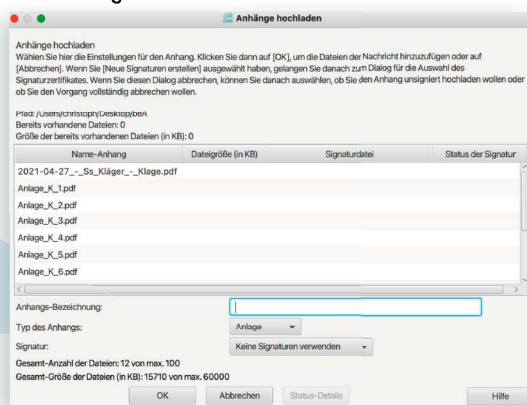 Anhänge hochladen
Anhänge hochladen
Wählen Sie hier die Einstellungen für den Anhang. Klicken Sie dann auf [OK], um die Dateien der Nachricht hinzuzufügen oder auf
[Abbrechen]. Wenn Sie [Neue Signaturen erstellen] ausgewählt haben, gelangen Sie danach zum Dialog für die Auswahl des
Signaturzertifikates. Wenn Sie diesen Dialog abbrechen, können Sie danach auswählen, ob Sie den Anhang unsigniert hochladen wollen oder
ob Sie den Vorgang vollständig abbrechen wollen.
Pfad: /Users/christoph/Desktop/beA
Bereits vorhandene Dateien: 0
Größe der bereits vorhandenen Dateien (in KB): 0
Name-Anhang Dateigröße (in KB) Signaturdatei Status der Signatur
2021-04-27_-_Ss_Kläger_-_Klage.pdf
Anlage_K_1.pdf
Anlage_K_2.pdf
Anlage_K_3.pdf
Anlage_K_4.pdf
Anlage_K_5.pdf
Anlage_K_6.pdf
Anhangs-Bezeichnung:
Typ des Anhangs: Anlage
Signatur: Keine Signaturen verwenden
Gesamt-Anzahl der Dateien: 12 von max. 100
Gesamt-Größe der Dateien (in KB): 15710 von max. 60000
OK Abbrechen Status-Details Hilfe